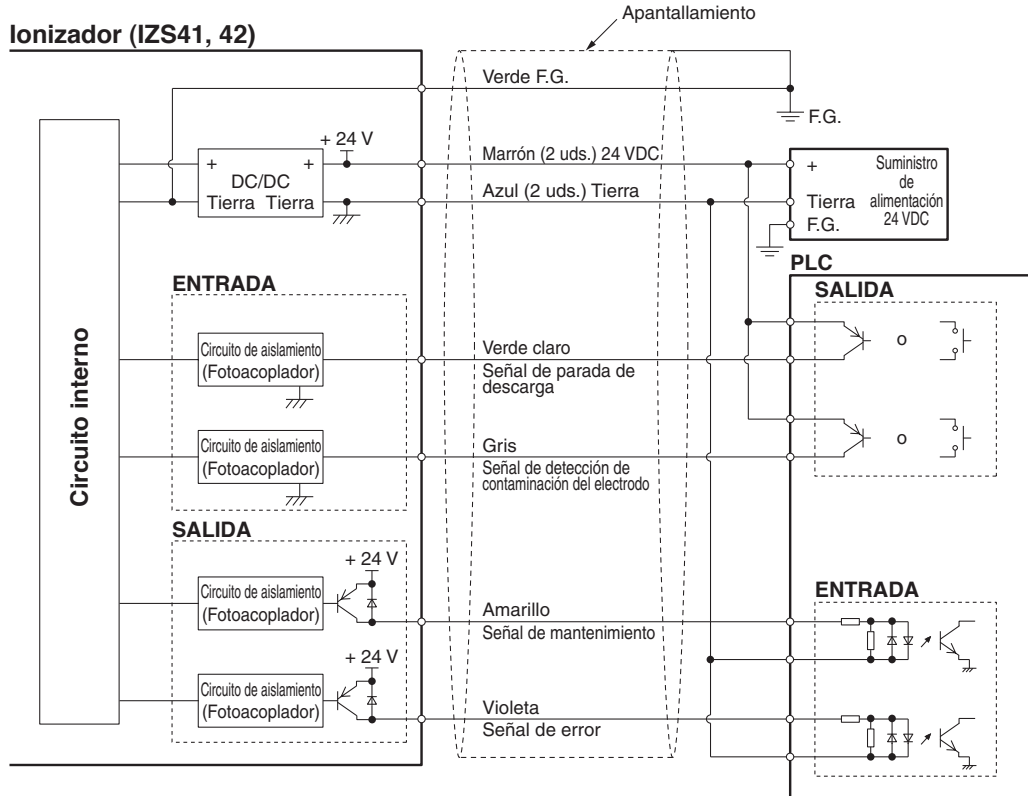 Apantallamiento
Ionizador (IZS41, 42)
Verde F.G.
F.G.
+ 24 V
Marrón (2 uds.) 24 VDC
+ +
DC/DC
Tierra Tierra
Azul (2 uds.) Tierra
+
Tierra
F.G.
Suministro
de
alimentación
24 VDC
PLC
SALIDA
ENTRADA
Circuito interno
Circuito de aislamiento
(Fotoacoplador)
Verde claro
Señal de parada de
descarga
o
Circuito de aislamiento
(Fotoacoplador)
Gris
Señal de detección de
contaminación del electrodo
o
SALIDA
+ 24 V
Circuito de aislamiento
(Fotoacoplador)
Amarillo
Señal de mantenimiento
ENTRADA
+ 24 V
Circuito de aislamiento
(Fotoacoplador)
Violeta
Señal de error